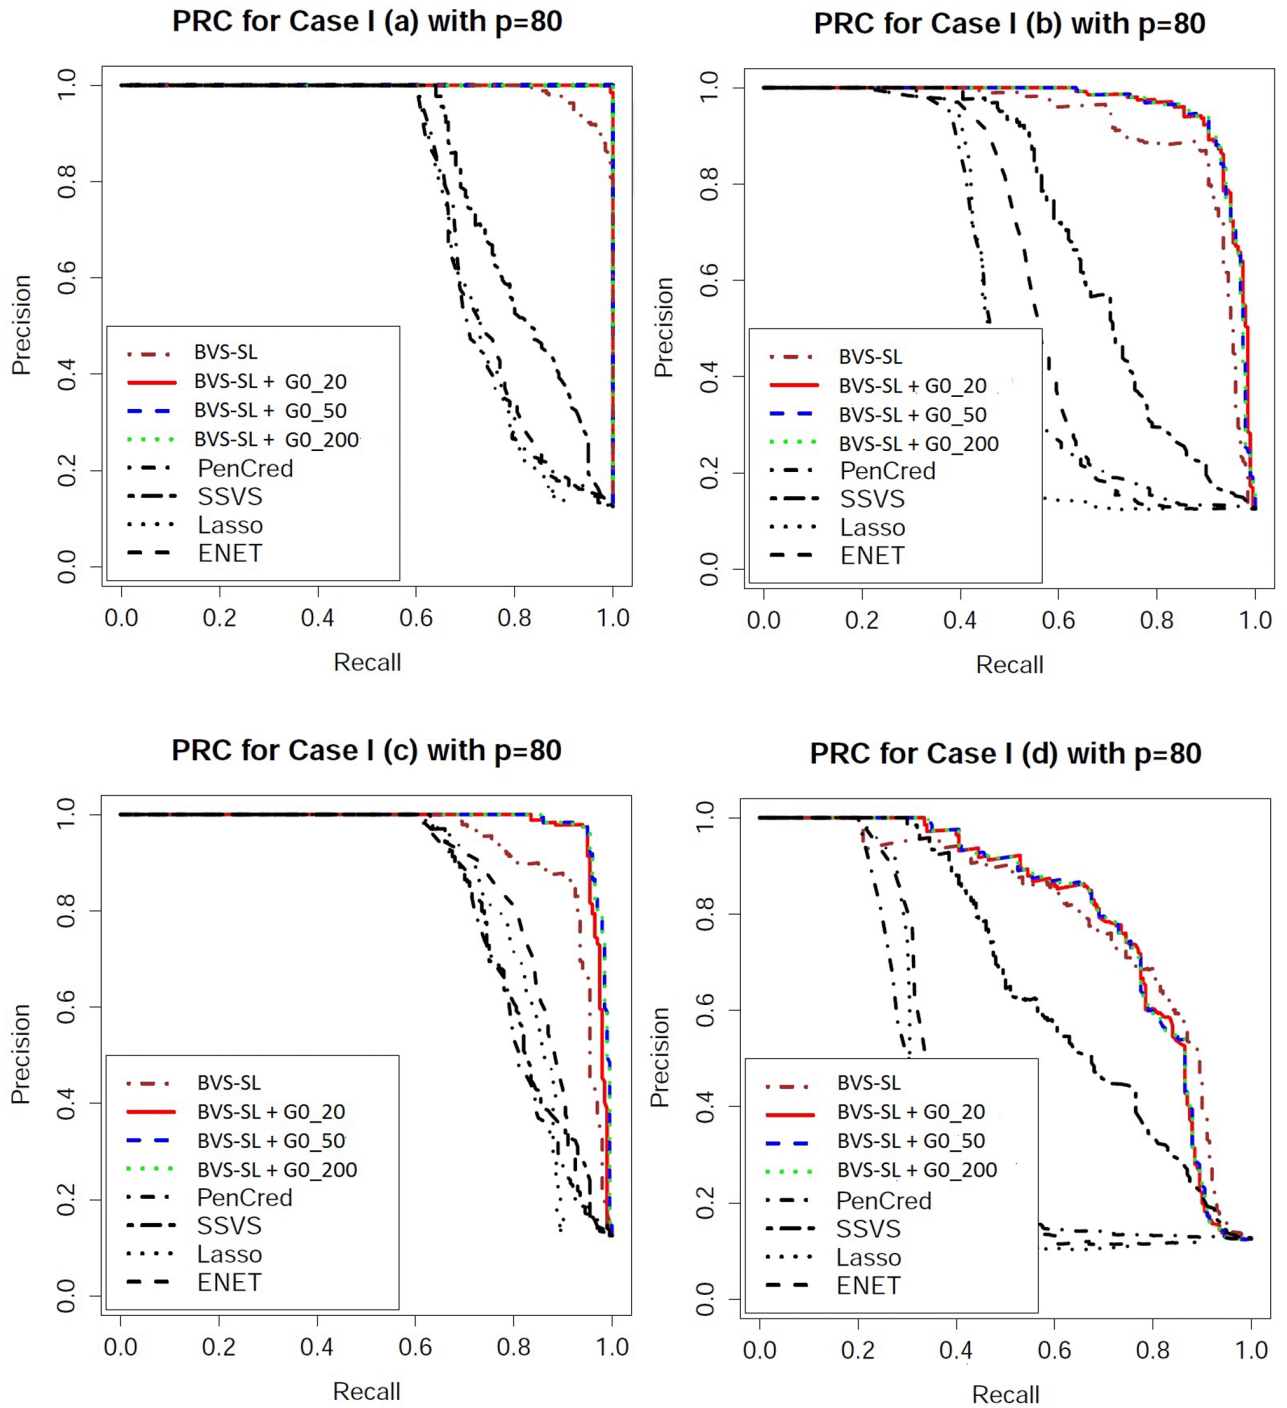 PRC for Case I (a) with p=80
Precision
1.0
0.8
0.6
0.4
0.2
0.0
BVS-SL
BVS-SL + G0_20
BVS-SL + G0_50
BVS-SL + G0_200
PenCred
SSVS
Lasso
ENET
0.0 0.2 0.4 0.6 0.8 1.0
Recall
PRC for Case I (b) with p=80
Precision
1.0
0.8
0.6
0.4
0.2
0.0
BVS-SL
BVS-SL + G0_20
BVS-SL + G0_50
BVS-SL + G0_200
PenCred
SSVS
Lasso
ENET
0.0 0.2 0.4 0.6 0.8 1.0
Recall
PRC for Case I (c) with p=80
Precision
1.0
0.8
0.6
0.4
0.2
0.0
BVS-SL
BVS-SL + G0_20
BVS-SL + G0_50
BVS-SL + G0_200
PenCred
SSVS
Lasso
ENET
0.0 0.2 0.4 0.6 0.8 1.0
Recall
PRC for Case I (d) with p=80
Precision
1.0
0.8
0.6
0.4
0.2
0.0
BVS-SL
BVS-SL + G0_20
BVS-SL + G0_50
BVS-SL + G0_200
PenCred
SSVS
Lasso
ENET
0.0 0.2 0.4 0.6 0.8 1.0
Recall